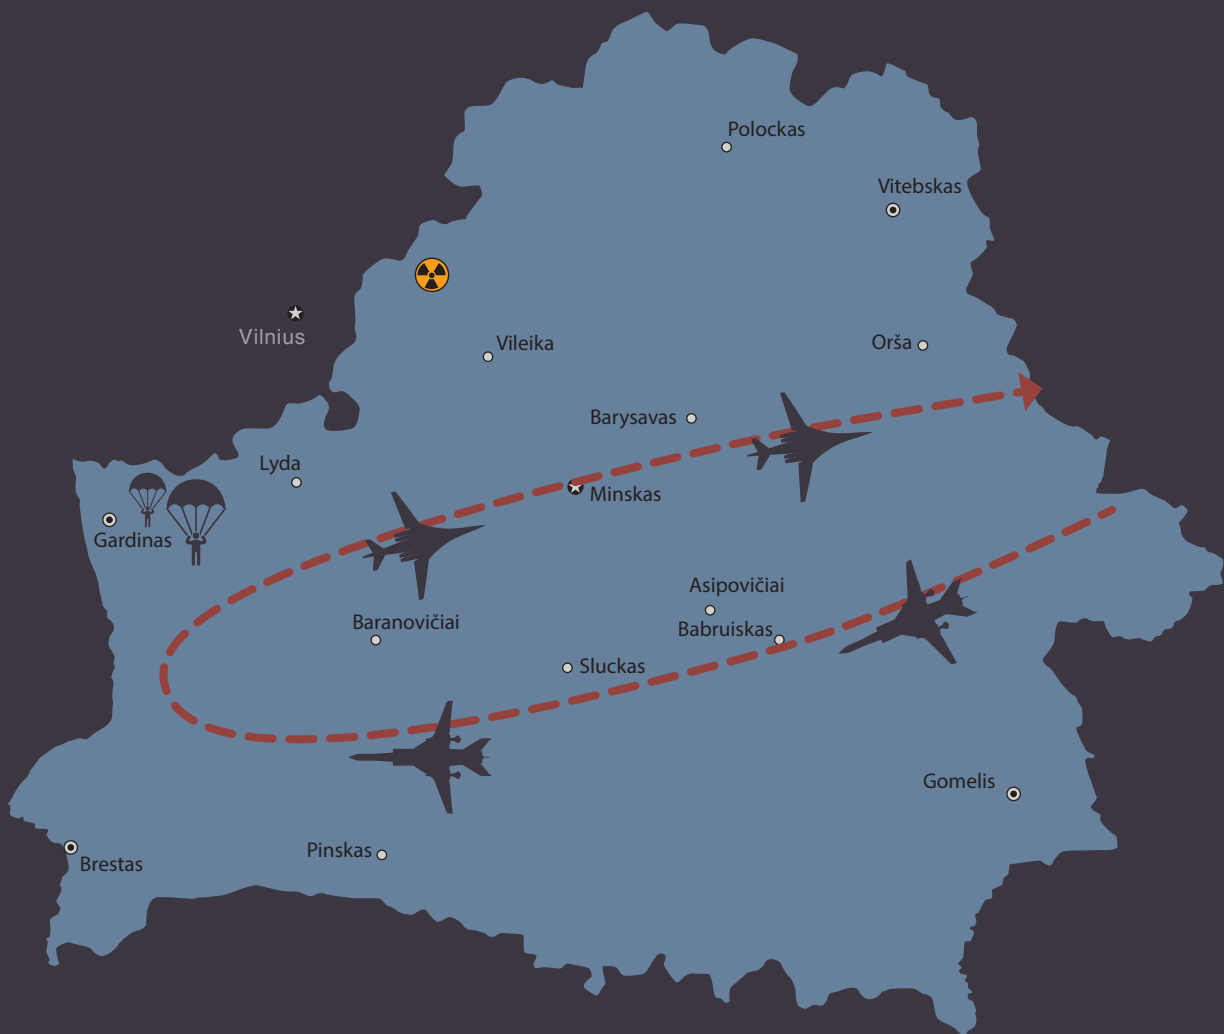 Polockas
Vitebskas
Vilnius
Vileika
Orša
Barysavas
Lyda
Minskas
Gardinas
Asipovičiai
Baranovičiai
Babruiskas
Sluckas
Gomelis
Pinskas
Brestas